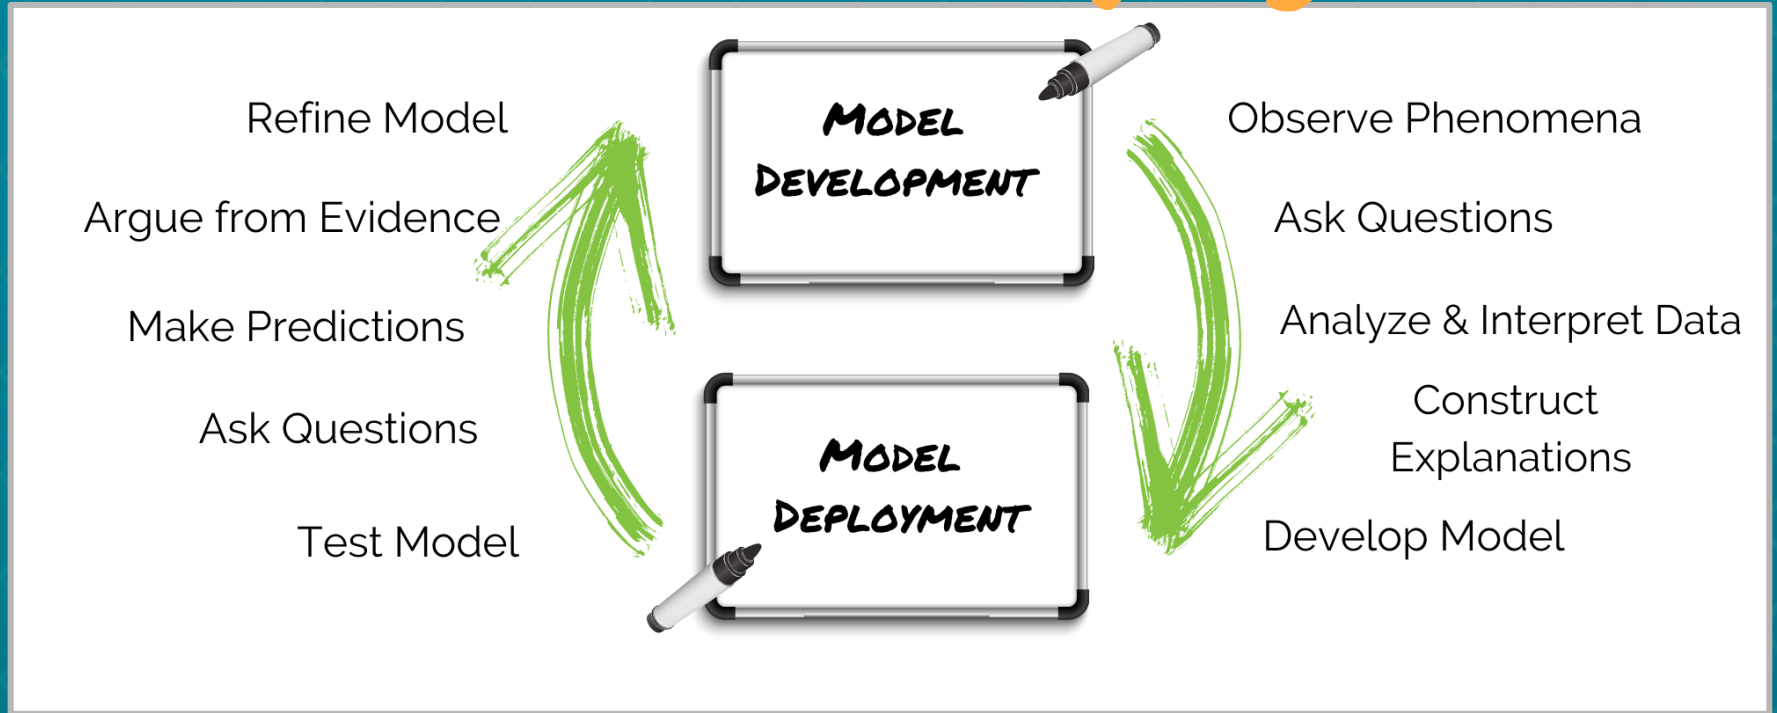 MODEL
DEVELOPMENT
Observe Phenomena
Ask Questions
Analyze & Interpret Data
Construct
Explanations
Develop Model
MODEL
DEPLOYMENT
Refine Model
Argue from Evidence
Make Predictions
Ask Questions
Test Model